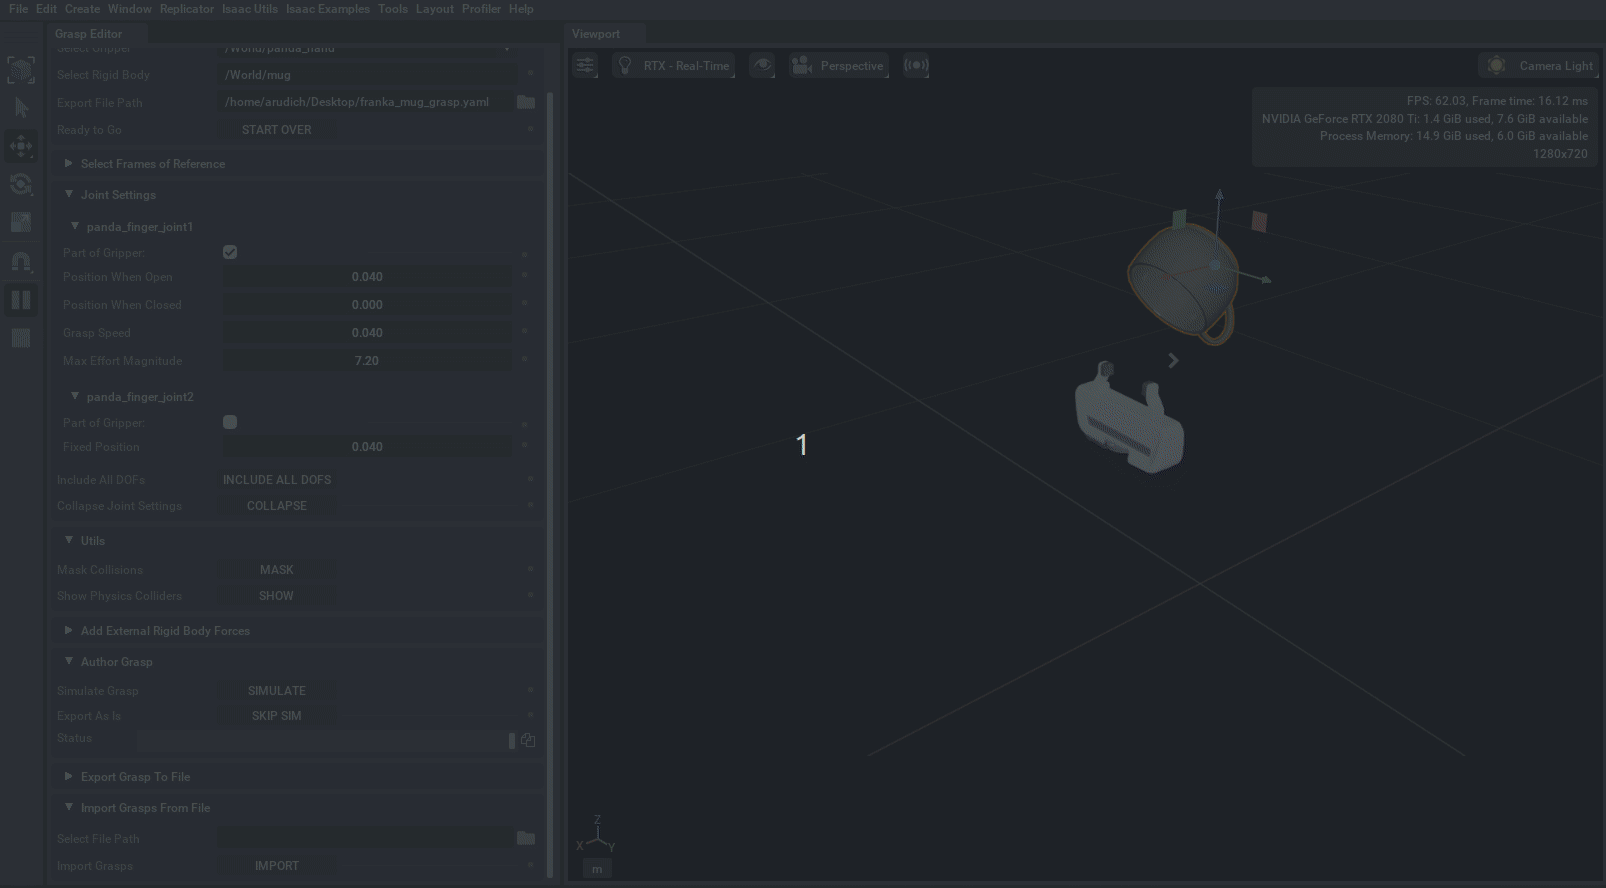 File Edit Create Window Replicator Isaac Utils Isaac Examples Tools Layout Profiler Help
Grasp Editor
Select Gripper /World/panda_hand
Select Rigid Body /World/mug
Export File Path /home/arudich/Desktop/franka_mug_grasp.yaml
Ready to Go START OVER
Select Frames of Reference
Joint Settings
panda_finger_joint1
Part of Gripper:
Position When Open 0.040
Position When Closed 0.000
Grasp Speed 0.040
Max Effort Magnitude 7.20
panda_finger_joint2
Part of Gripper:
Fixed Position 0.040
Include All DOFs INCLUDE ALL DOFS
Collapse Joint Settings COLLAPSE
Utils
Mask Collisions MASK
Show Physics Colliders SHOW
Add External Rigid Body Forces
Author Grasp
Simulate Grasp SIMULATE
Export As Is SKIP SIM
Status
Export Grasp To File
Import Grasps From File
Select File Path
Import Grasps IMPORT
Viewport
RTX - Real-Time Perspective Camera Light
FPS: 62.03, Frame time: 16.12 ms
NVIDIA GeForce RTX 2080 Ti: 1.4 GiB used, 7.6 GiB available
Process Memory: 14.9 GiB used, 6.0 GiB available
1280x720
1
Z
X Y
m